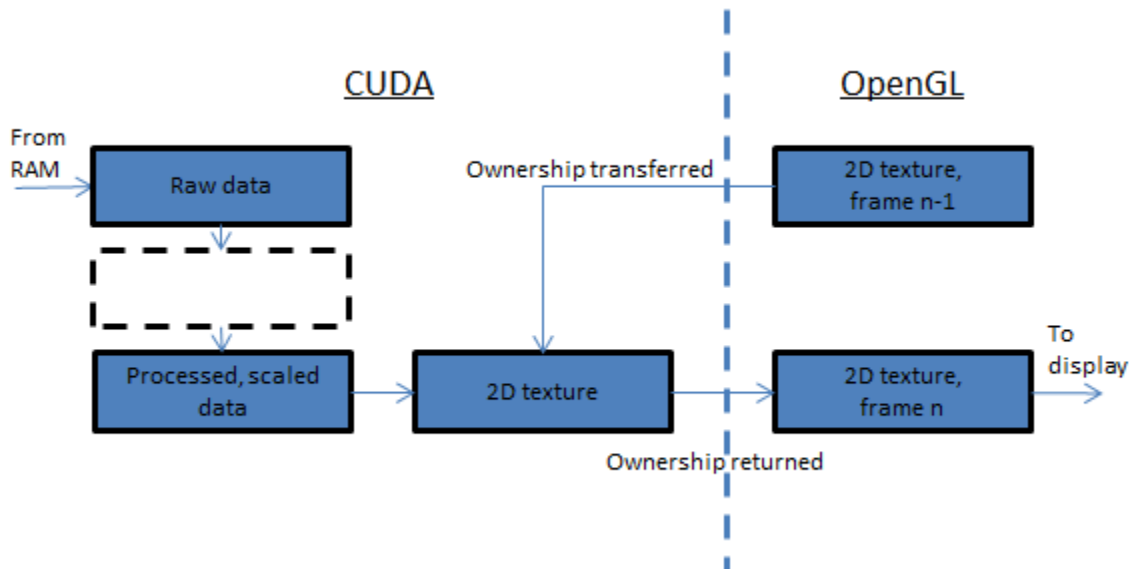 CUDA
OpenGL
From
RAM
Raw data
Ownership transferred
2D texture,
frame n-1
Processed, scaled
data
2D texture
2D texture,
frame n
To
display
Ownership returned